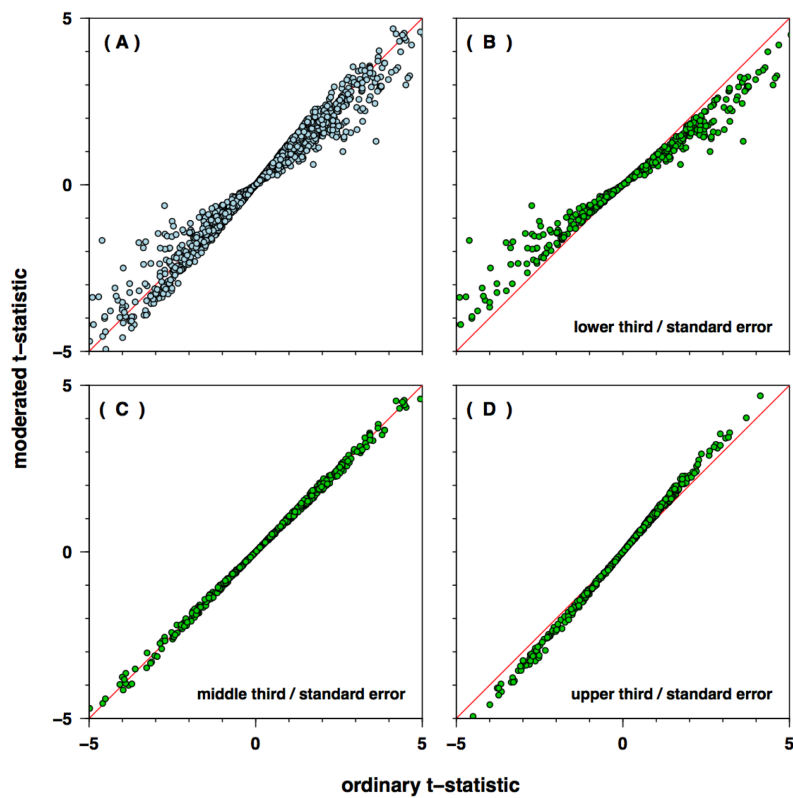 5
( A )
( B )
0
lower third / standard error
−5
moderated t−statistic
5
( C )
( D )
0
middle third / standard error
upper third / standard error
−5
−5 0 5 −5 0 5
ordinary t−statistic